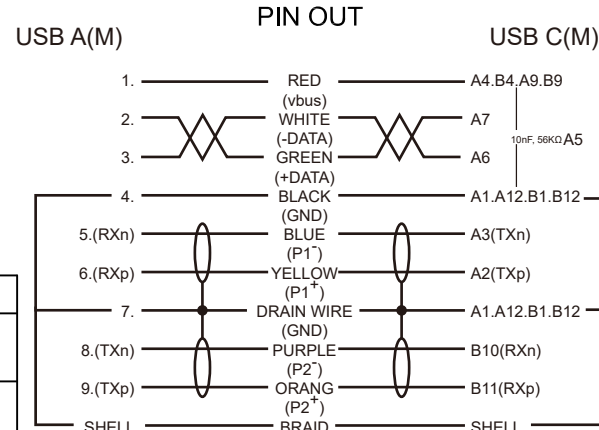 PIN OUT
USB A(M) USB C(M)
1. RED A4.B4.A9.B9
(vbus)
2. WHITE A7
(-DATA) 10nF, 56KΩ A5
3. GREEN A6
(+DATA)
4. BLACK A1.A12.B1.B12
(GND)
5.(RXn) BLUE A3(TXn)
(P1⁻)
6.(RXp) YELLOW A2(TXp)
(P1⁺)
7. DRAIN WIRE A1.A12.B1.B12
(GND)
8.(TXn) PURPLE B10(RXn)
(P2⁻)
9.(TXp) ORANG B11(RXp)
(P2⁺)
SHELL BRAID SHELL